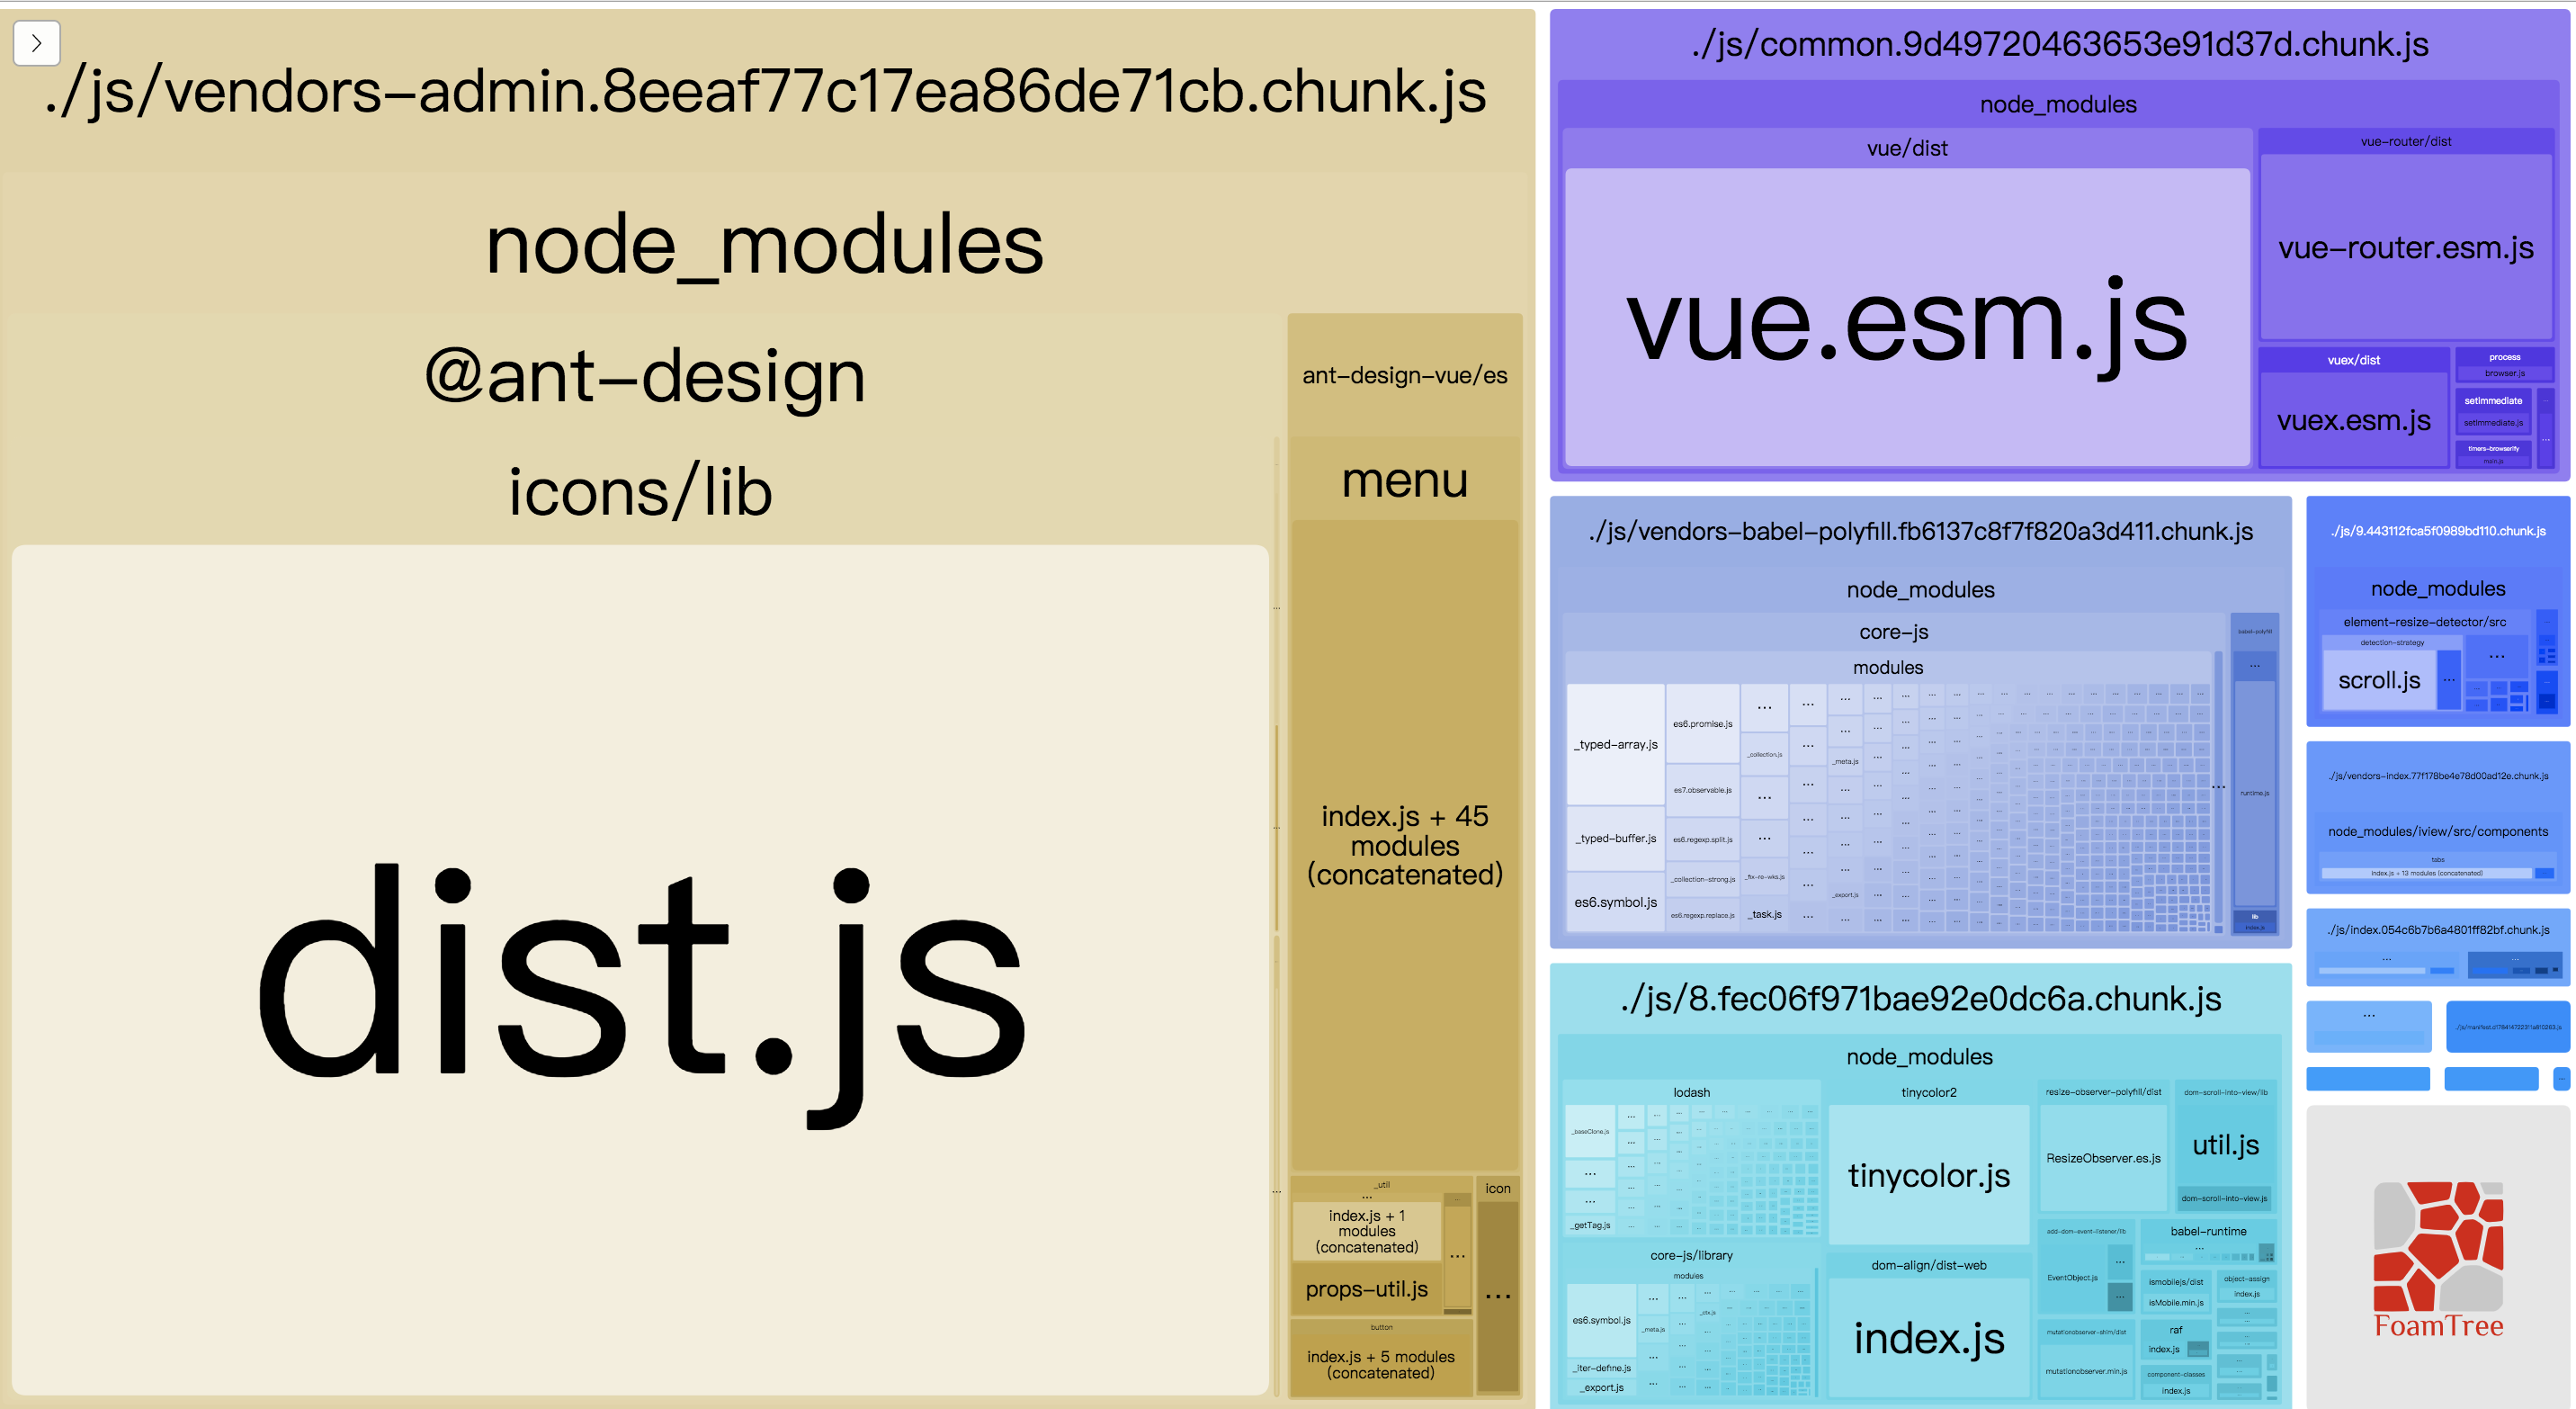 ./js/vendors-admin.8eeaf77c17ea86de71cb.chunk.js
node_modules
@ant-design
icons/lib
dist.js
ant-design-vue/es
menu
index.js + 45
modules
(concatenated)
_util
...
index.js + 1
modules
(concatenated)
...
props-util.js
icon
...
button
index.js + 5 modules
(concatenated)
./js/common.9d49720463653e91d37d.chunk.js
node_modules
vue/dist
vue.esm.js
vue-router/dist
vue-router.esm.js
vuex/dist
vuex.esm.js
process
browser.js
setimmediate
setimmediate.js
timers-browserify
main.js
./js/vendors-babel-polyfill.fb6137c8f7f820a3d411.chunk.js
node_modules
core-js
modules
_typed-array.js
_typed-buffer.js
es6.symbol.js
es6.promise.js
es7.observable.js
es6.regexp.split.js
_collection-strong.js
es6.regexp.replace.js
_collection.js
_fix-re-wks.js
_task.js
_meta.js
_export.js
babel-polyfill
runtime.js
lib
index.js
./js/8.fec06f971bae92e0dc6a.chunk.js
node_modules
lodash
_baseClone.js
_getTag.js
core-js/library
modules
es6.symbol.js
_iter-define.js
_export.js
_meta.js
_ctx.js
tinycolor2
tinycolor.js
dom-align/dist-web
index.js
resize-observer-polyfill/dist
ResizeObserver.es.js
dom-scroll-into-view/lib
util.js
dom-scroll-into-view.js
add-dom-event-listener/lib
EventObject.js
mutationobserver-shim/dist
mutationobserver.min.js
babel-runtime
ismobilejs/dist
isMobile.min.js
object-assign
index.js
raf
index.js
component-classes
index.js
./js/9.443112fca5f0989bd110.chunk.js
node_modules
element-resize-detector/src
detection-strategy
scroll.js
./js/vendors-index.77f178be4e78d00ad12e.chunk.js
node_modules/iview/src/components
tabs
index.js + 13 modules (concatenated)
./js/index.054c6b7b6a4801ff82bf.chunk.js
FoamTree